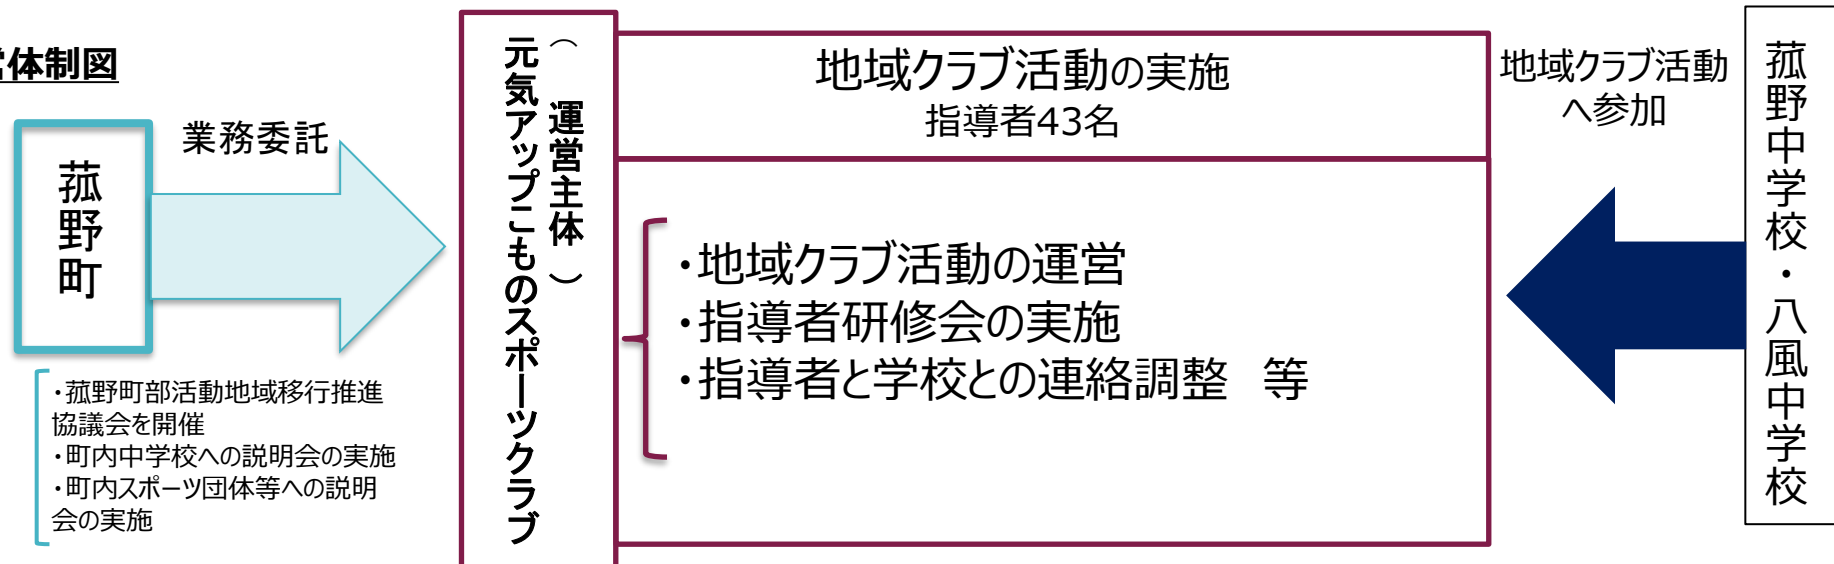 営体制図
菰野町
業務委託
・菰野町部活動地域移行推進
協議会を開催
・町内中学校への説明会の実施
・町内スポーツ団体等への説明
会の実施
（運営主体）
元気アップこものスポーツクラブ
地域クラブ活動の実施
指導者43名
・地域クラブ活動の運営
・指導者研修会の実施
・指導者と学校との連絡調整　等
地域クラブ活動
へ参加
菰野中学校・八風中学校